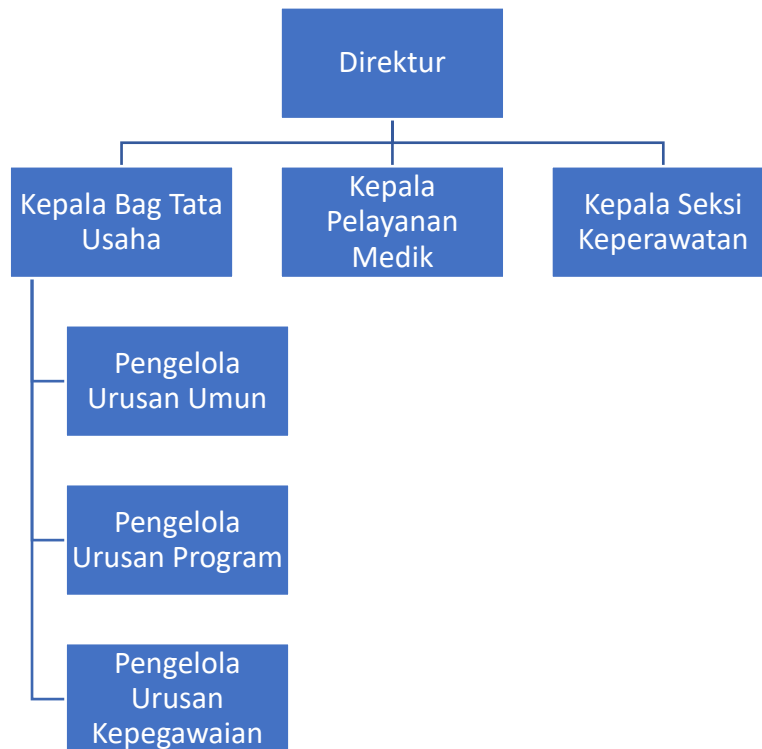 Direktur
Kepala Bag Tata
Usaha
Kepala
Pelayanan
Medik
Kepala Seksi
Keperawatan
Pengelola
Urusan Umun
Pengelola
Urusan Program
Pengelola
Urusan
Kepegawaian